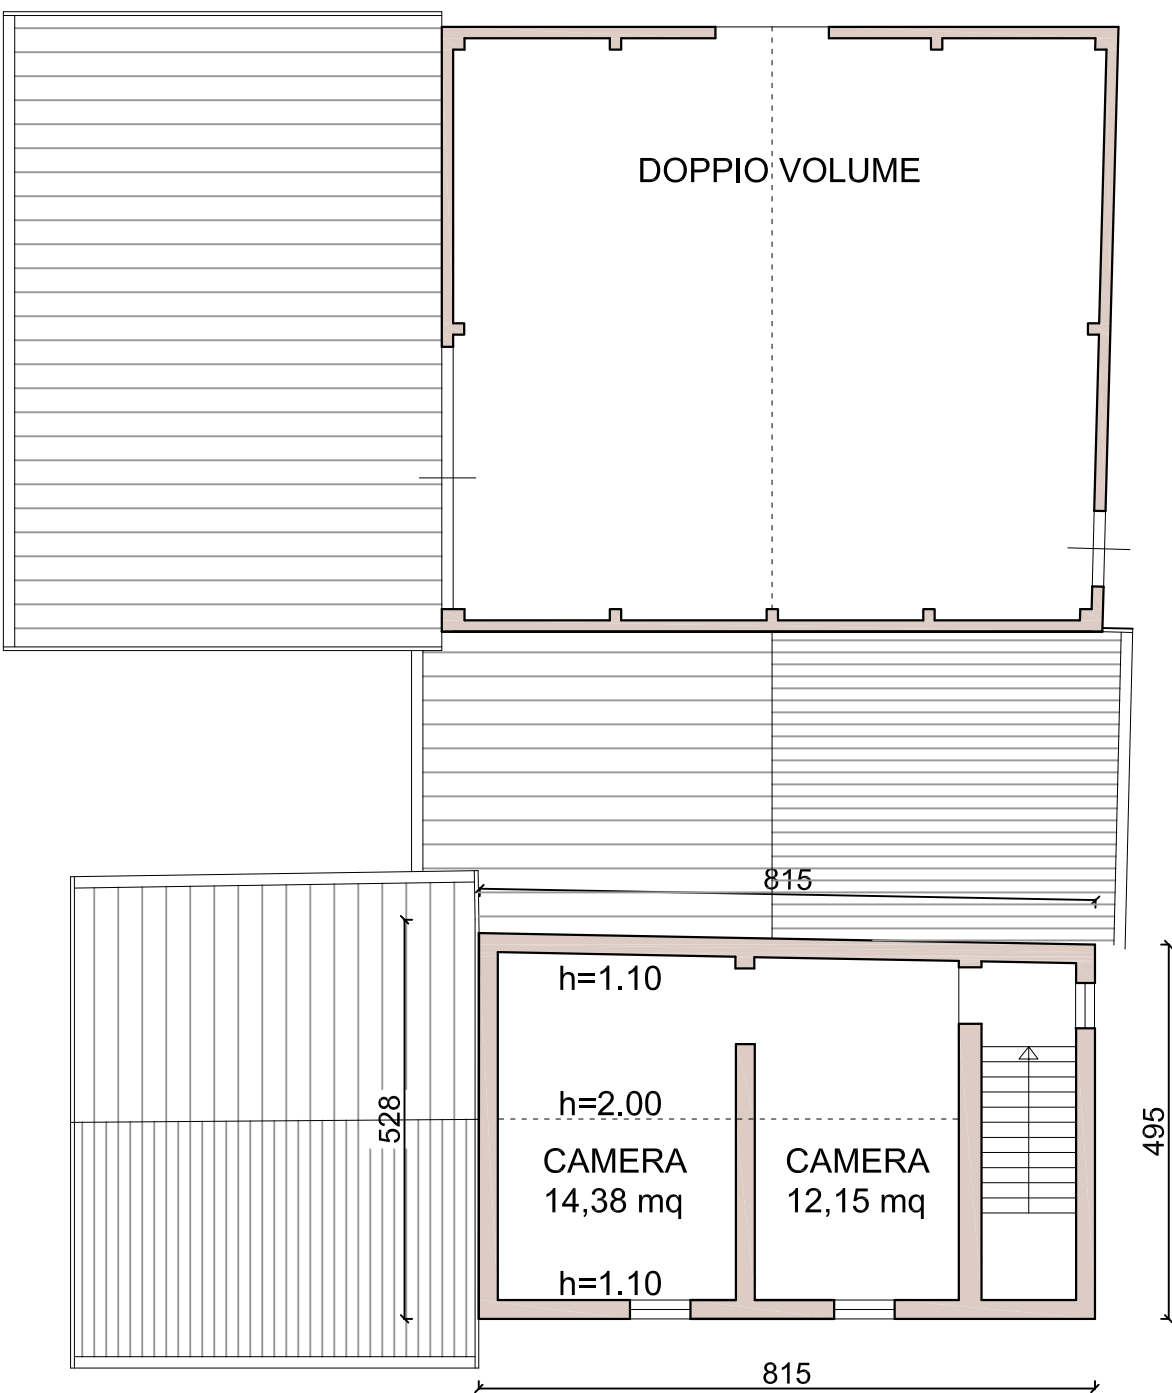 DOPPIO VOLUME
815
h=1.10
528
h=2.00
495
CAMERA
14,38 mq
CAMERA
12,15 mq
h=1.10
815